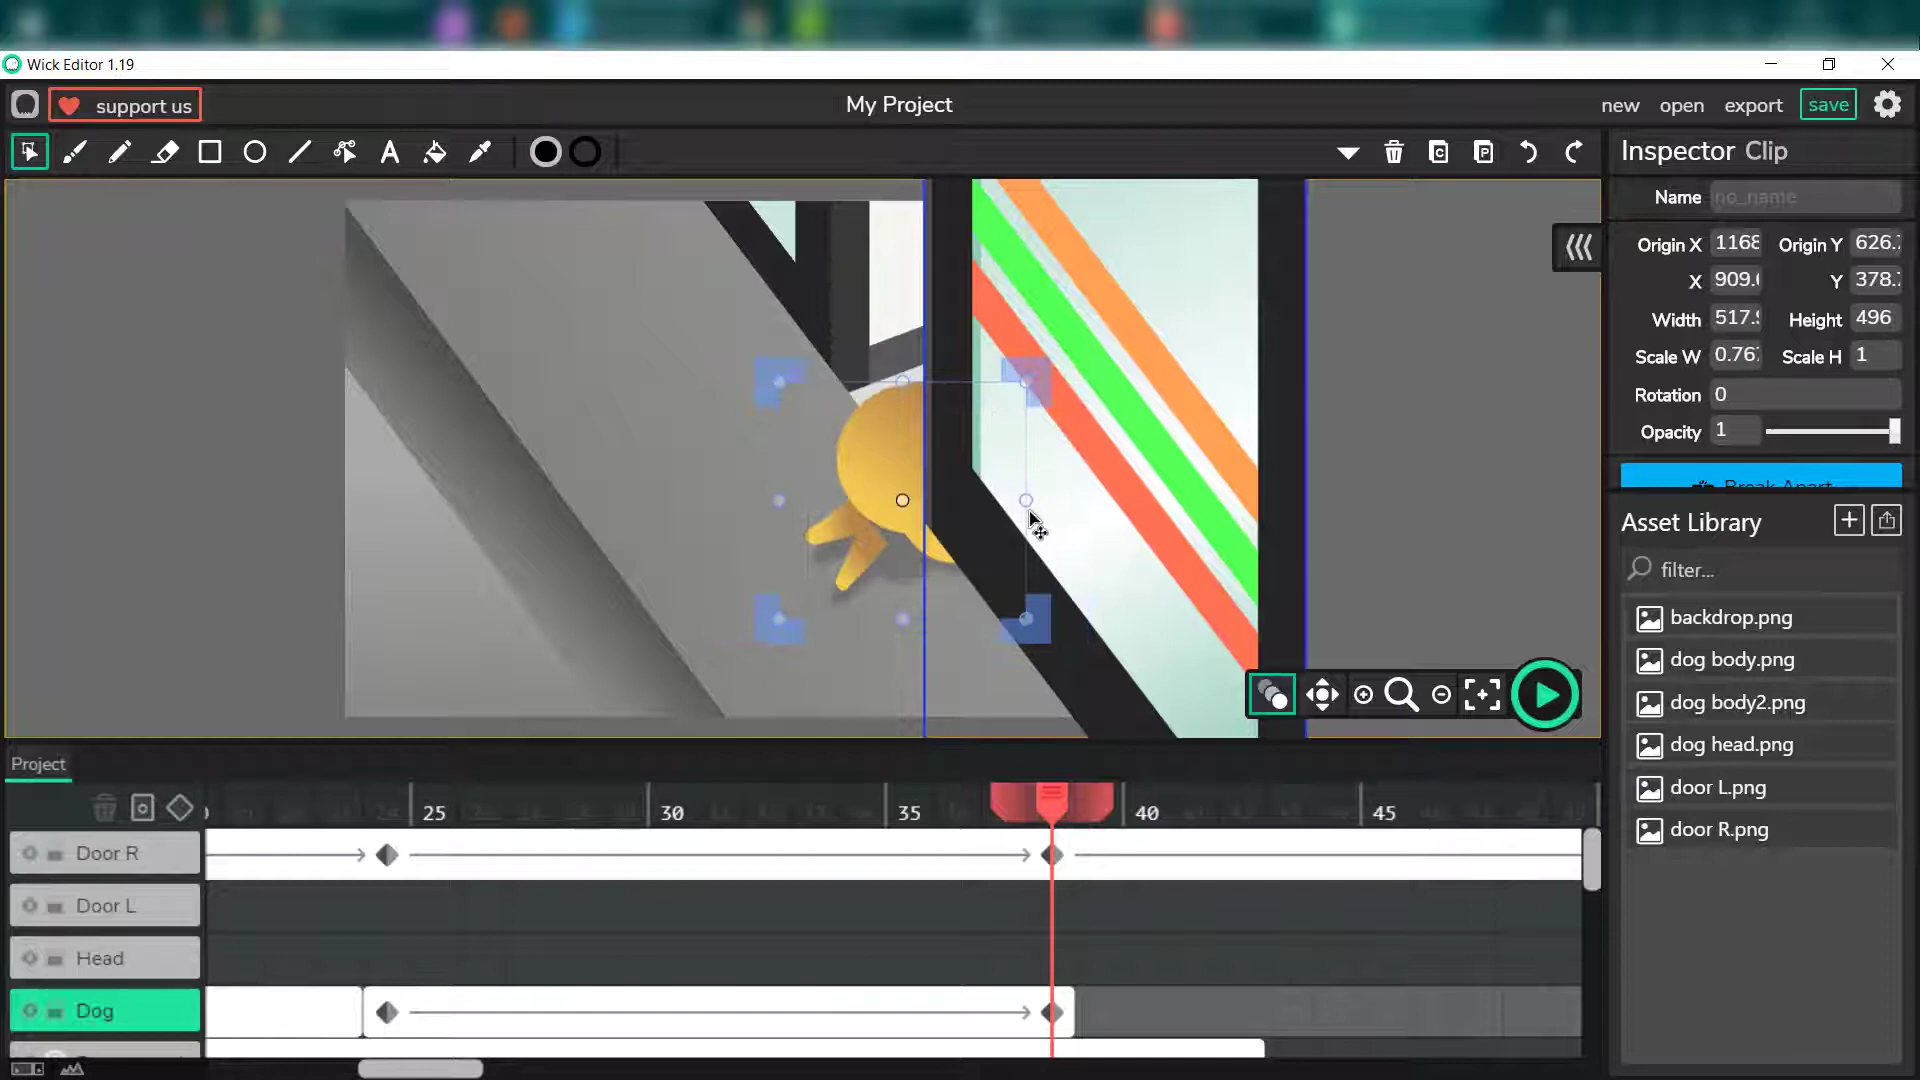 Wick Editor 1.19
support us
My Project
new open export save
Inspector Clip
Name no_name
Origin X 1168 Origin Y 626.
X 909. Y 378.
Width 517. Height 496
Scale W 0.76 Scale H 1
Rotation 0
Opacity 1
Break Apart
Asset Library
filter...
backdrop.png
dog body.png
dog body2.png
dog head.png
door L.png
door R.png
Project
25 30 35 40 45
Door R
Door L
Head
Dog